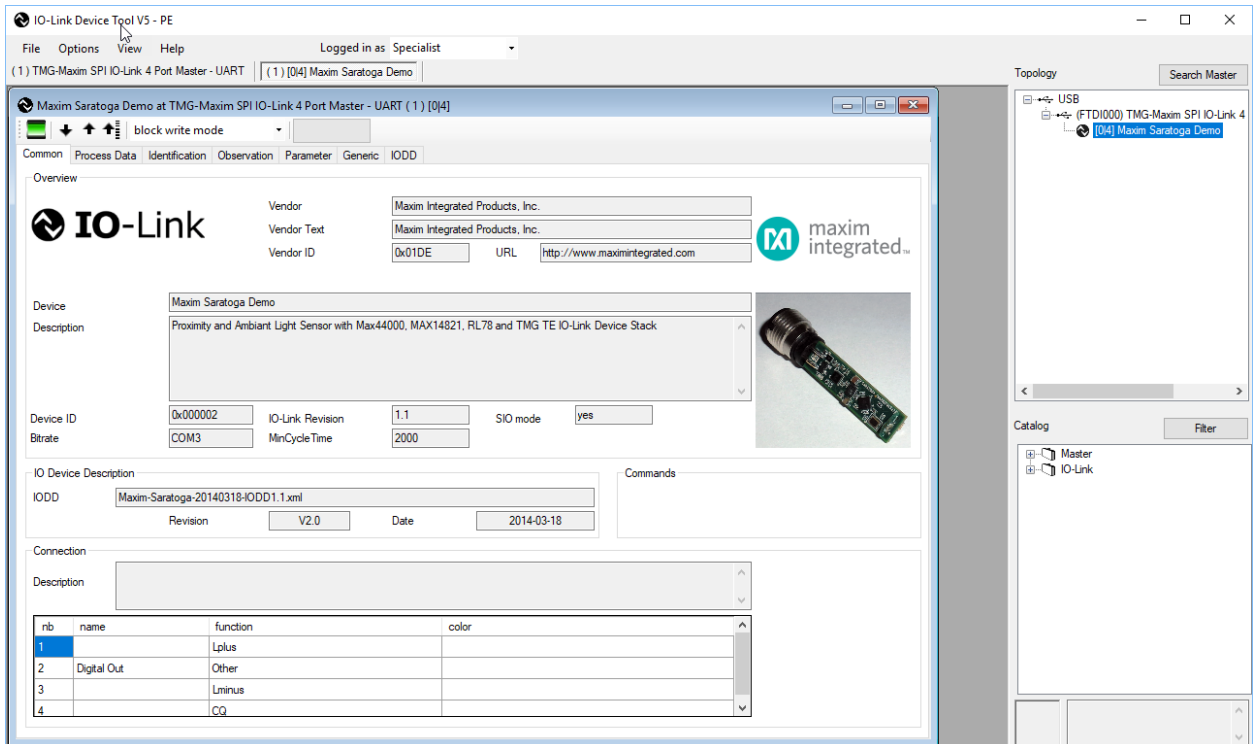 IO-Link Device Tool V5 - PE
File Options View Help Logged in as Specialist
( 1 ) TMG-Maxim SPI IO-Link 4 Port Master - UART ( 1 ) [0|4] Maxim Saratoga Demo
Topology Search Master
USB
(FTDI000) TMG-Maxim SPI IO-Link 4
[0|4] Maxim Saratoga Demo
Maxim Saratoga Demo at TMG-Maxim SPI IO-Link 4 Port Master - UART ( 1 ) [0|4]
block write mode
Common Process Data Identification Observation Parameter Generic IODD
Overview
IO-Link
Vendor Maxim Integrated Products, Inc.
Vendor Text Maxim Integrated Products, Inc.
Vendor ID 0x01DE URL http://www.maximintegrated.com
maxim
integrated™
Device Maxim Saratoga Demo
Description Proximity and Ambiant Light Sensor with Max44000, MAX14821, RL78 and TMG TE IO-Link Device Stack
Device ID 0x000002 IO-Link Revision 1.1 SIO mode yes
Bitrate COM3 MinCycleTime 2000
IO Device Description
IODD Maxim-Saratoga-20140318-IODD1.1.xml
Revision V2.0 Date 2014-03-18
Commands
Connection
Description
nb name function color
1 Lplus
2 Digital Out Other
3 Lminus
4 CQ
Catalog Filter
Master
IO-Link